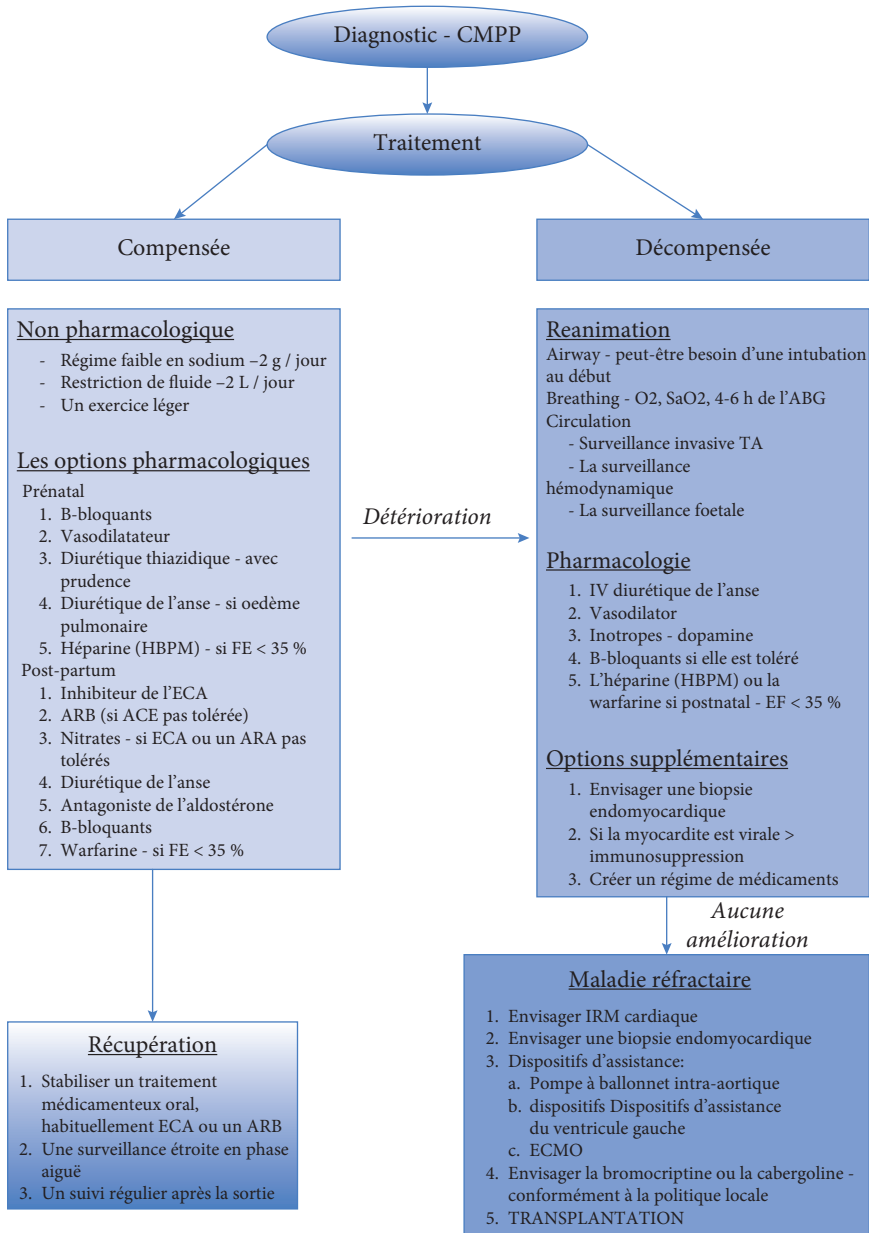 Diagnostic - CMPP
Traitement
Compensée
Non pharmacologique
- Régime faible en sodium –2 g / jour
- Restriction de fluide –2 L / jour
- Un exercice léger
Les options pharmacologiques
Prénatal
1. B-bloquants
2. Vasodilatateur
3. Diurétique thiazidique - avec
prudence
4. Diurétique de l'anse - si oedème
pulmonaire
5. Héparine (HBPM) - si FE < 35 %
Post-partum
1. Inhibiteur de l'ECA
2. ARB (si ACE pas tolérée)
3. Nitrates - si ECA ou un ARA pas
tolérés
4. Diurétique de l'anse
5. Antagoniste de l'aldostérone
6. B-bloquants
7. Warfarine - si FE < 35 %
Détérioration
Décompensée
Reanimation
Airway - peut-être besoin d'une intubation
au début
Breathing - O2, SaO2, 4-6 h de l'ABG
Circulation
- Surveillance invasive TA
- La surveillance
hémodynamique
- La surveillance foetale
Pharmacologie
1. IV diurétique de l'anse
2. Vasodilator
3. Inotropes - dopamine
4. B-bloquants si elle est toléré
5. L'héparine (HBPM) ou la
warfarine si postnatal - EF < 35 %
Options supplémentaires
1. Envisager une biopsie
endomyocardique
2. Si la myocardite est virale >
immunosuppression
3. Créer un régime de médicaments
Aucune
amélioration
Récupération
1. Stabiliser un traitement
médicamenteux oral,
habituellement ECA ou un ARB
2. Une surveillance étroite en phase
aiguë
3. Un suivi régulier après la sortie
Maladie réfractaire
1. Envisager IRM cardiaque
2. Envisager une biopsie endomyocardique
3. Dispositifs d'assistance:
a. Pompe à ballonnet intra-aortique
b. dispositifs Dispositifs d'assistance
du ventricule gauche
c. ECMO
4. Envisager la bromocriptine ou la cabergoline -
conformément à la politique locale
5. TRANSPLANTATION